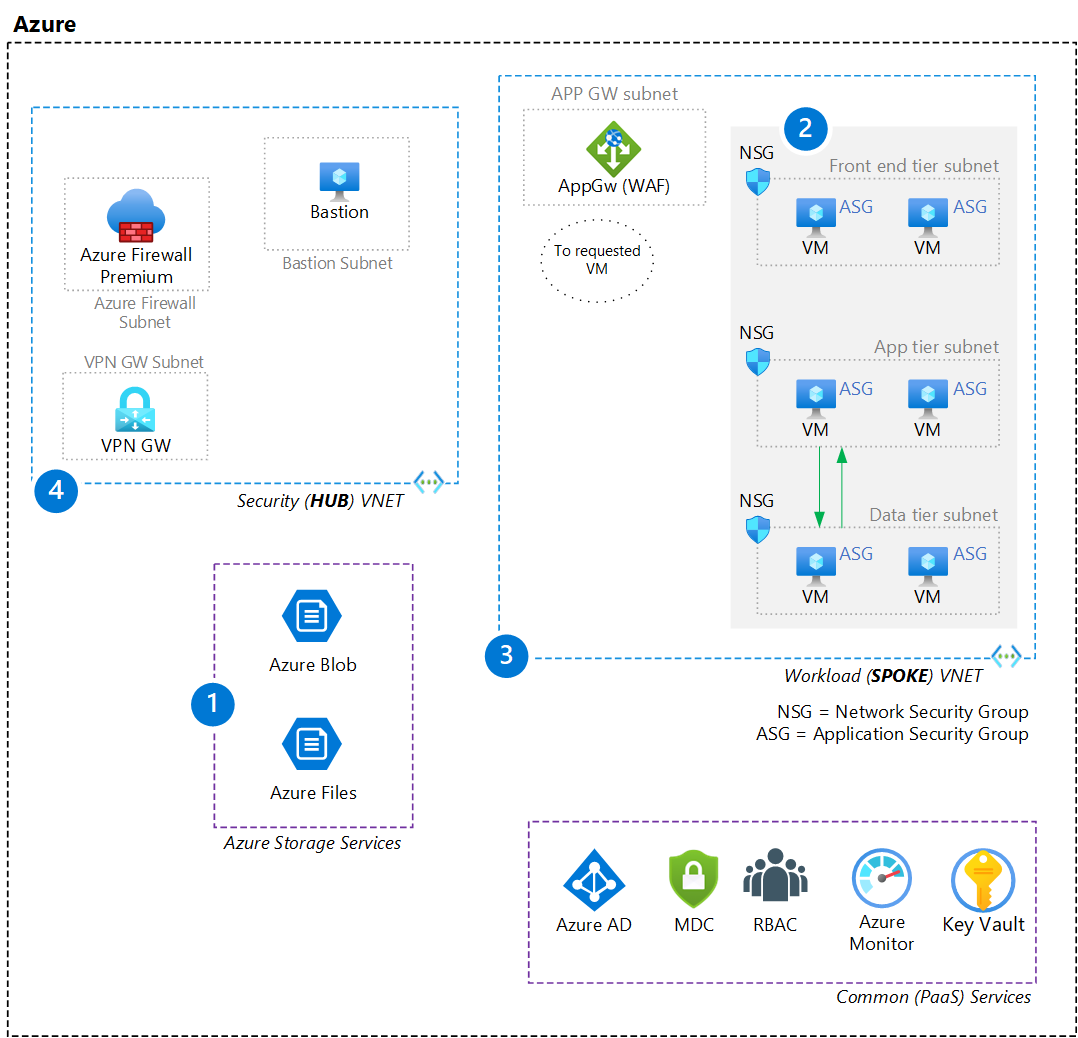 Azure
Bastion
Bastion Subnet
Azure Firewall
Premium
Azure Firewall
Subnet
VPN GW Subnet
VPN GW
4
Security (HUB) VNET
APP GW subnet
AppGw (WAF)
To requested
VM
2
NSG
Front end tier subnet
ASG
ASG
VM
VM
NSG
App tier subnet
ASG
ASG
VM
VM
NSG
Data tier subnet
ASG
ASG
VM
VM
3
Workload (SPOKE) VNET
NSG = Network Security Group
ASG = Application Security Group
Azure Blob
1
Azure Files
Azure Storage Services
Azure AD
MDC
RBAC
Azure
Monitor
Key Vault
Common (PaaS) Services